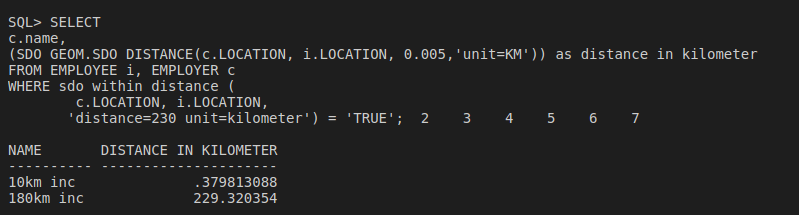 SQL> SELECT
c.name,
(SDO GEOM.SDO DISTANCE(c.LOCATION, i.LOCATION, 0.005,'unit=KM')) as distance in kilometer
FROM EMPLOYEE i, EMPLOYER c
WHERE sdo within distance (
c.LOCATION, i.LOCATION,
'distance=230 unit=kilometer') = 'TRUE';  2    3    4    5    6    7
NAME       DISTANCE IN KILOMETER
---------- ---------------------
10km inc              .379813088
180km inc             229.320354